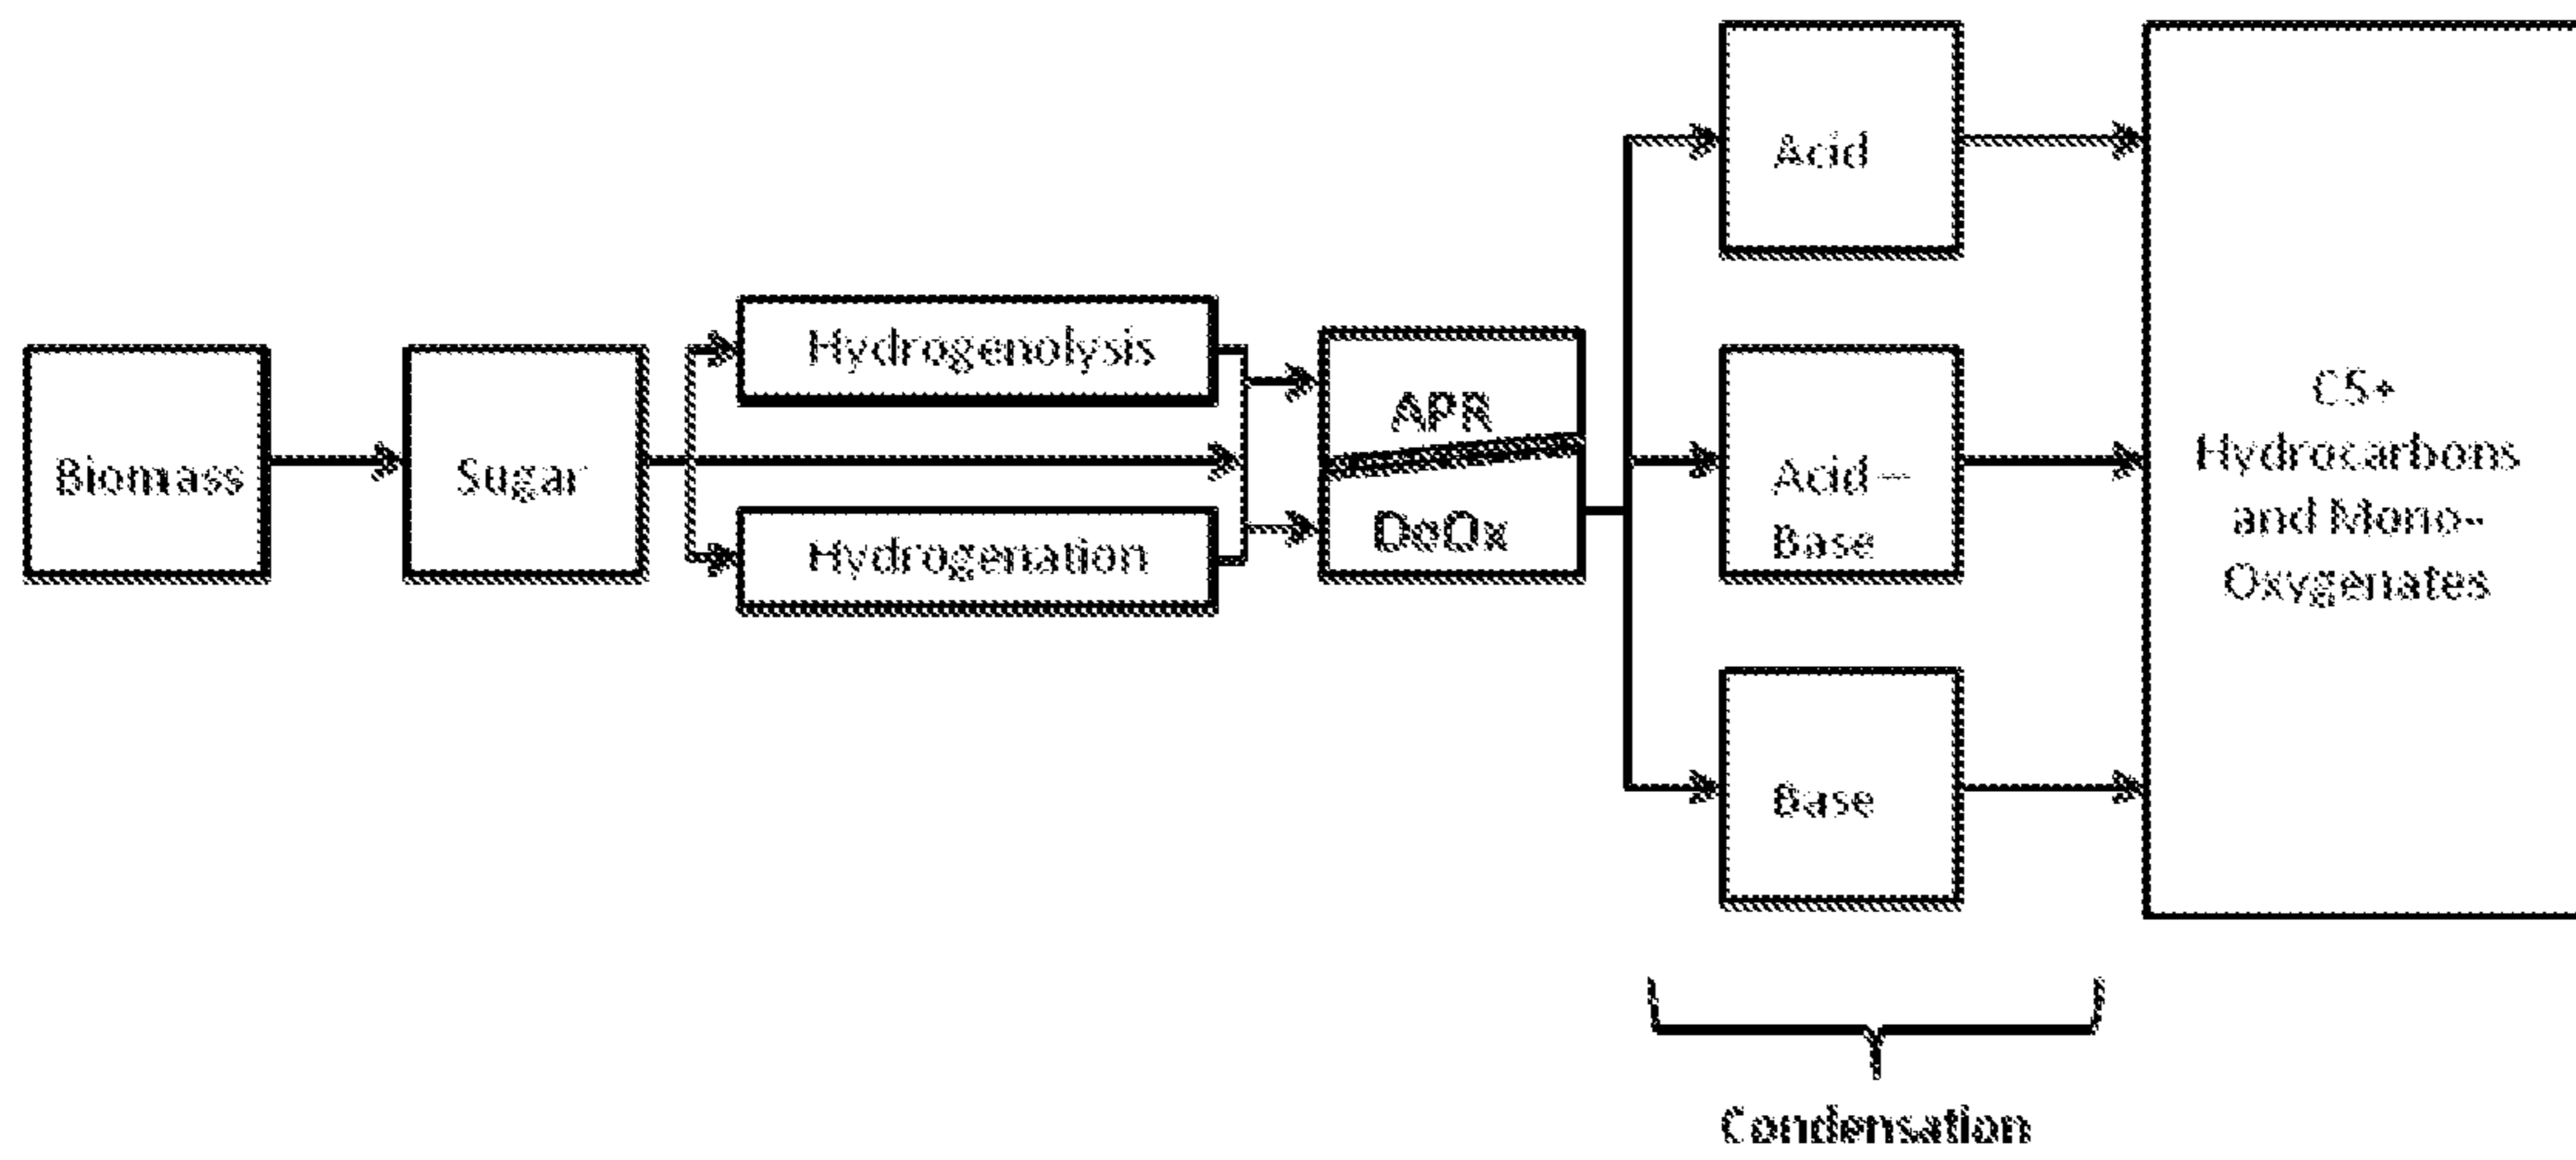 Biomass
Sugar
Hydrogenolysis
Hydrogenation
APR
DeOx
Acid
Acid –
Base
Base
C5+
Hydrocarbons
and Mono-
Oxygenates
Condensation